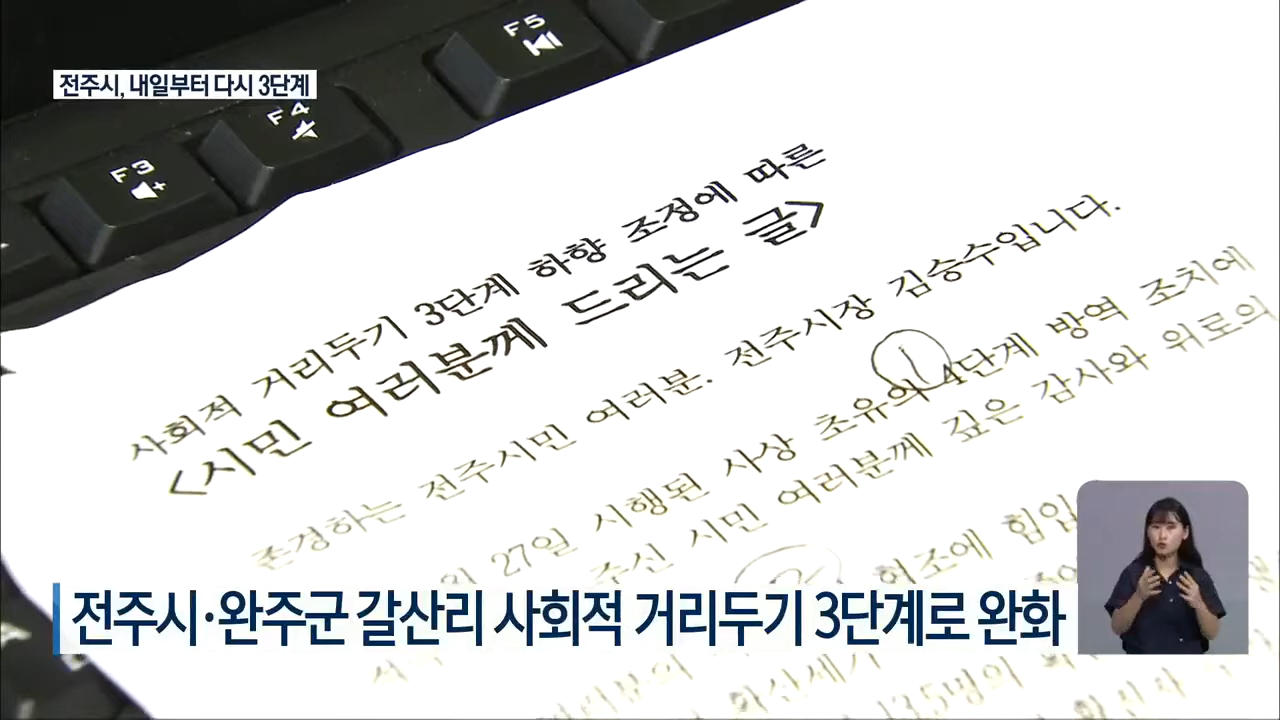 전주시, 내일부터 다시 3단계
F5
F4
F3
사회적 거리두기 3단계 하향 조정에 따른
<시민 여러분께 드리는 글>
존경하는 전주시민 여러분. 전주시장 김승수입니다.
27일 시행된 사상 초유의 4단계 방역 조치에
주신 시민 여러분께 깊은 감사와 위로의
협조에 힘입
전주시·완주군 갈산리 사회적 거리두기 3단계로 완화